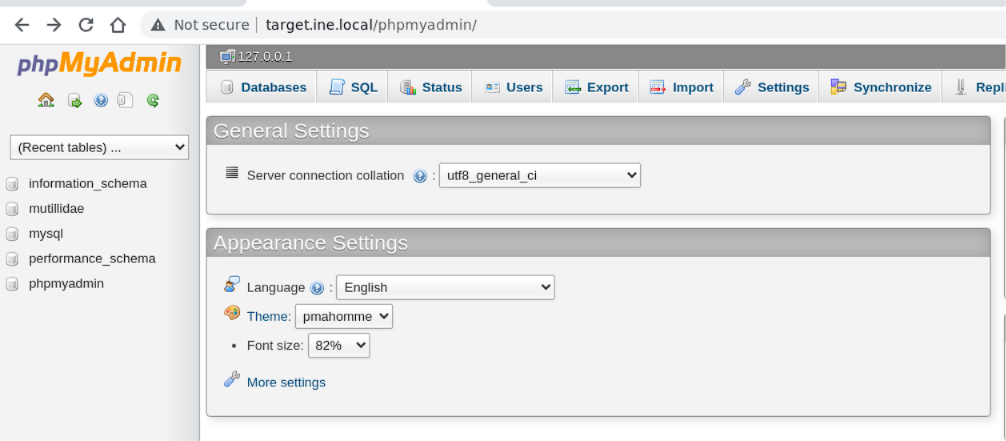 Not secure target.ine.local/phpmyadmin/
phpMyAdmin
127.0.0.1
Databases SQL Status Users Export Import Settings Synchronize Repli
(Recent tables) ...
information_schema
mutillidae
mysql
performance_schema
phpmyadmin
General Settings
Server connection collation : utf8_general_ci
Appearance Settings
Language : English
Theme: pmahomme
• Font size: 82%
More settings